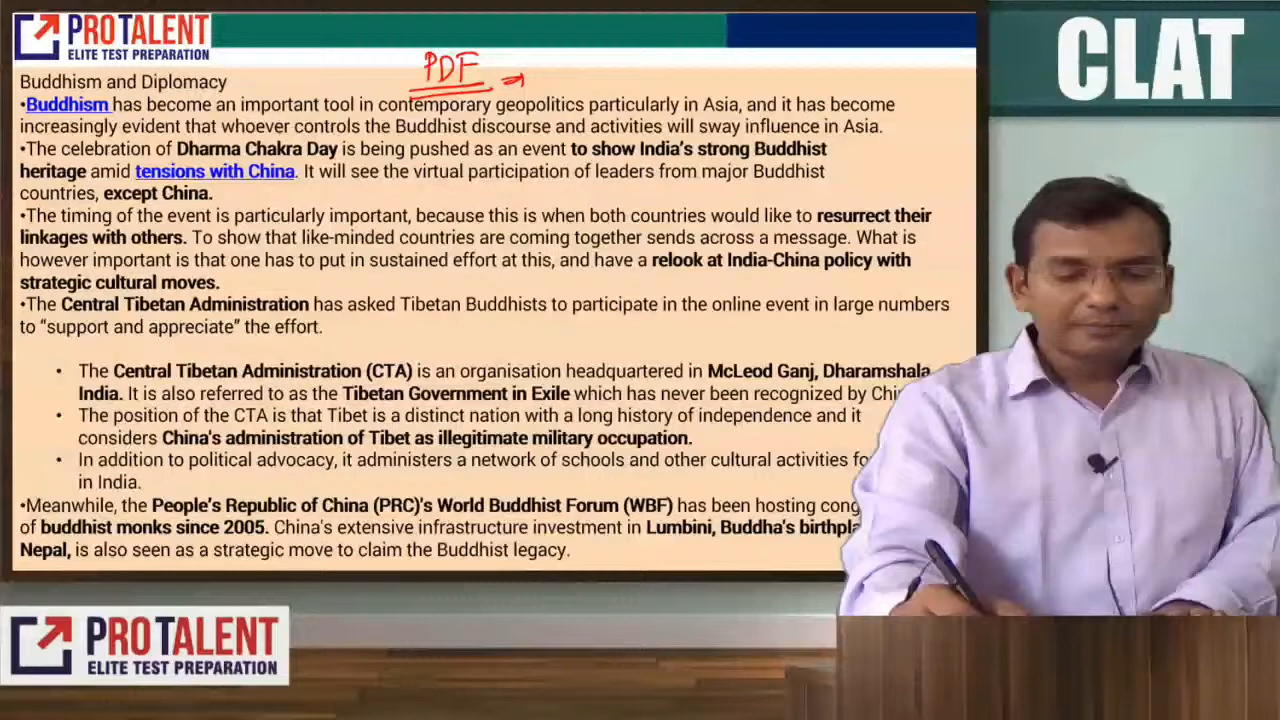 PRO TALENT
ELITE TEST PREPARATION
CLAT
PDF
Buddhism and Diplomacy
•Buddhism has become an important tool in contemporary geopolitics particularly in Asia, and it has become
increasingly evident that whoever controls the Buddhist discourse and activities will sway influence in Asia.
•The celebration of Dharma Chakra Day is being pushed as an event to show India's strong Buddhist
heritage amid tensions with China. It will see the virtual participation of leaders from major Buddhist
countries, except China.
•The timing of the event is particularly important, because this is when both countries would like to resurrect their
linkages with others. To show that like-minded countries are coming together sends across a message. What is
however important is that one has to put in sustained effort at this, and have a relook at India-China policy with
strategic cultural moves.
•The Central Tibetan Administration has asked Tibetan Buddhists to participate in the online event in large numbers
to “support and appreciate” the effort.
• The Central Tibetan Administration (CTA) is an organisation headquartered in McLeod Ganj, Dharamshala,
India. It is also referred to as the Tibetan Government in Exile which has never been recognized by
• The position of the CTA is that Tibet is a distinct nation with a long history of independence and it
considers China's administration of Tibet as illegitimate military occupation.
• In addition to political advocacy, it administers a network of schools and other cultural activities
in India.
•Meanwhile, the People's Republic of China (PRC)'s World Buddhist Forum (WBF) has been hosting
of buddhist monks since 2005. China's extensive infrastructure investment in Lumbini, Buddha's
Nepal, is also seen as a strategic move to claim the Buddhist legacy.
PRO TALENT
ELITE TEST PREPARATION